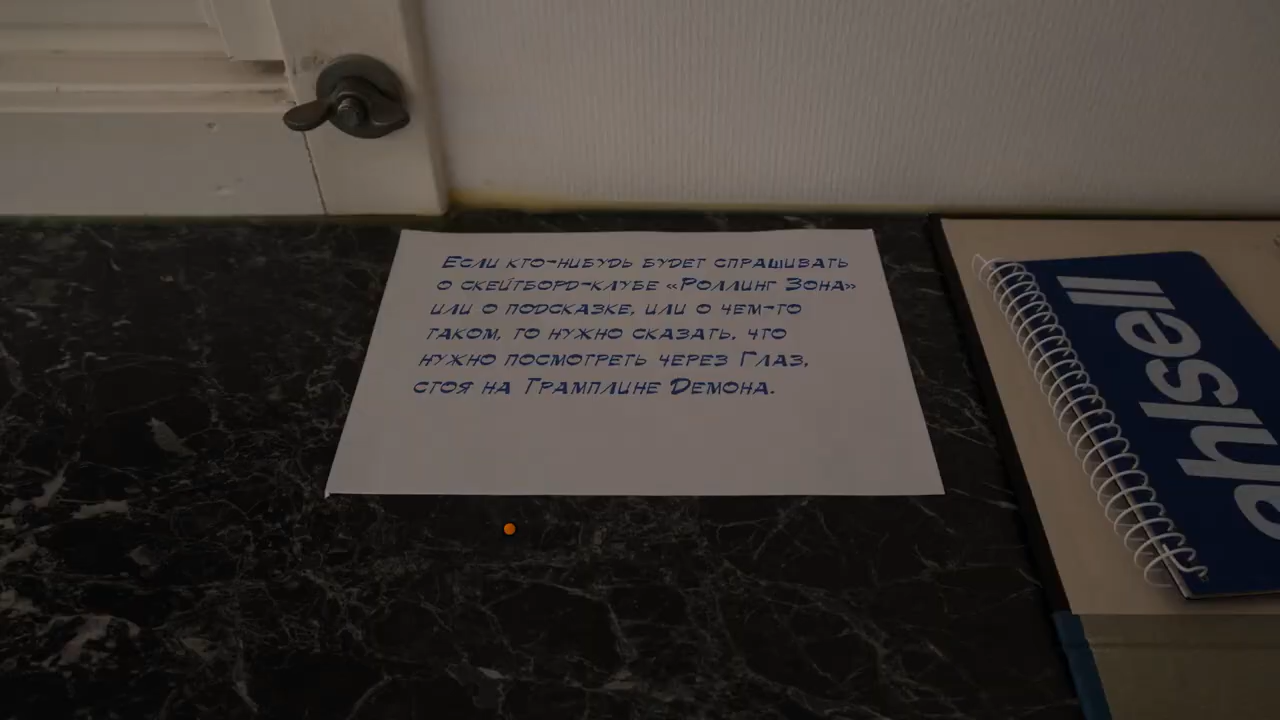 Если кто-нибудь будет спрашивать
о скейтборд-клубе «Роллинг Зона»
или о подсказке, или о чем-то
таком, то нужно сказать, что
нужно посмотреть через Глаз,
стоя на Трамплине Демона.
ahlsell